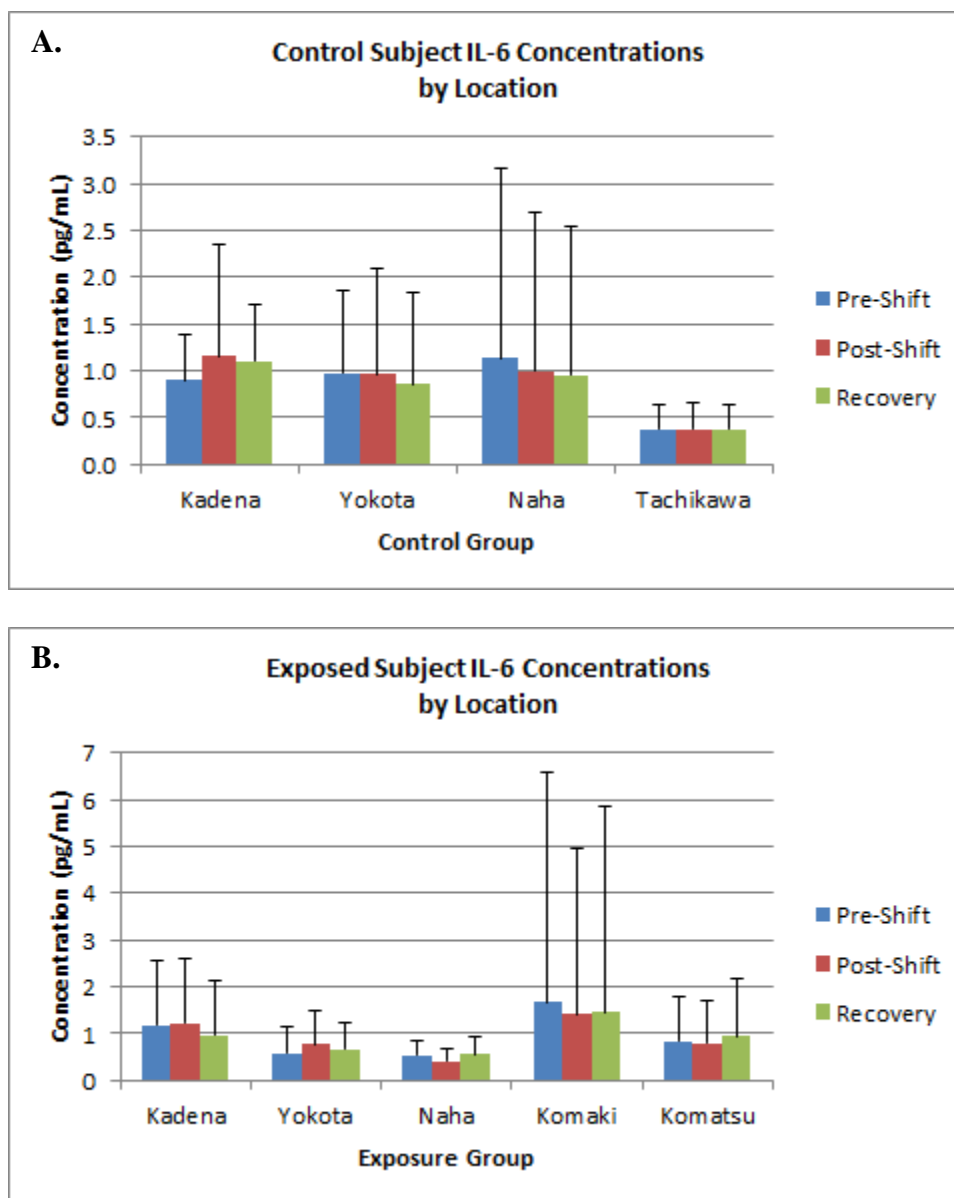 A.
Control Subject IL-6 Concentrations
by Location
Concentration (pg/mL)
3.5
3.0
2.5
2.0
1.5
1.0
0.5
0.0
Kadena Yokota Naha Tachikawa
Control Group
Pre-Shift
Post-Shift
Recovery
B.
Exposed Subject IL-6 Concentrations
by Location
Concentration (pg/mL)
7
6
5
4
3
2
1
0
Kadena Yokota Naha Komaki Komatsu
Exposure Group
Pre-Shift
Post-Shift
Recovery